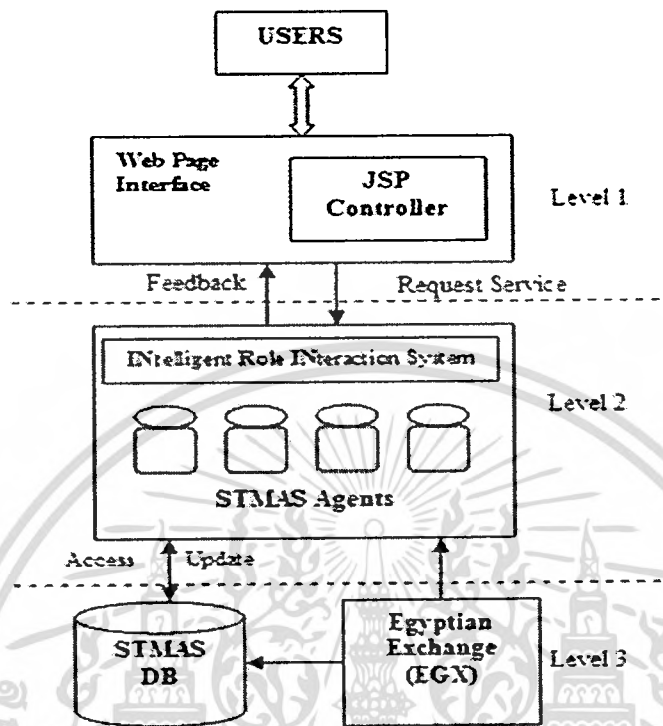 USERS
Web Page
Interface
JSP
Controller
Level 1
Feedback
Request Service
INtelligent Role INteraction System
Level 2
STMAS Agents
Access
Update
STMAS
DB
Egyptian
Exchange
(EGX)
Level 3